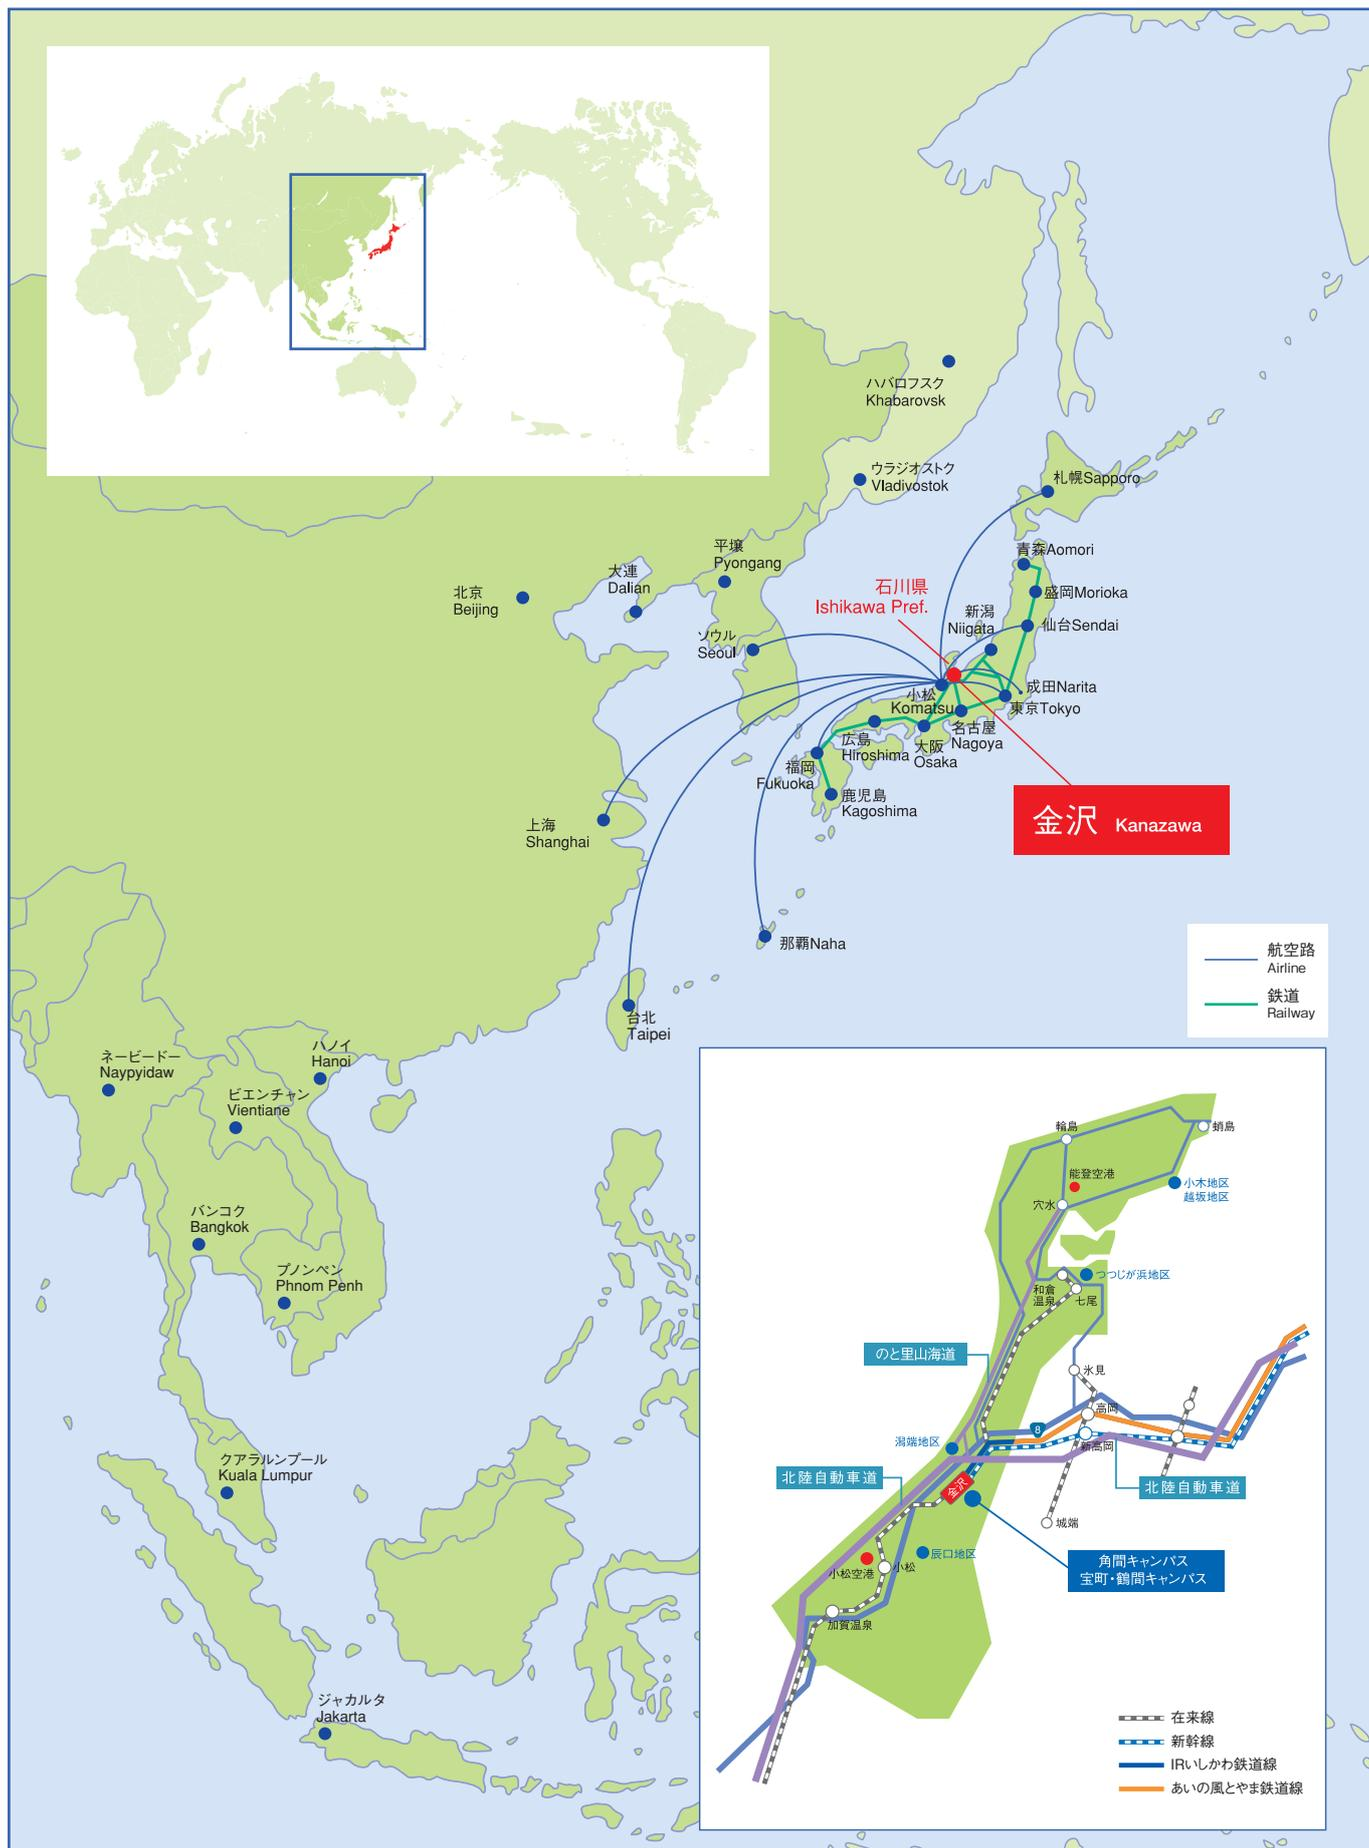 ハバロフスク
Khabarovsk
ウラジオストク
Vladivostok
札幌Sapporo
青森Aomori
盛岡Morioka
仙台Sendai
平壌
Pyongang
大連
Dalian
北京
Beijing
ソウル
Seoul
石川県
Ishikawa Pref.
新潟
Niigata
成田Narita
東京Tokyo
小松
Komatsu
名古屋
Nagoya
大阪
Osaka
広島
Hiroshima
福岡
Fukuoka
鹿児島
Kagoshima
金沢 Kanazawa
上海
Shanghai
那覇Naha
台北
Taipei
航空路
Airline
鉄道
Railway
ネーピードー
Naypyidaw
ハノイ
Hanoi
ビエンチャン
Vientiane
バンコク
Bangkok
プノンペン
Phnom Penh
クアラルンプール
Kuala Lumpur
ジャカルタ
Jakarta
輪島
蛸島
能登空港
小木地区
越坂地区
穴水
つつじが浜地区
和倉
温泉
七尾
のと里山海道
氷見
高岡
8
新高岡
潟端地区
北陸自動車道
北陸自動車道
金沢
城端
角間キャンパス
宝町・鶴間キャンパス
辰口地区
小松空港
小松
加賀温泉
在来線
新幹線
IRいしかわ鉄道線
あいの風とやま鉄道線